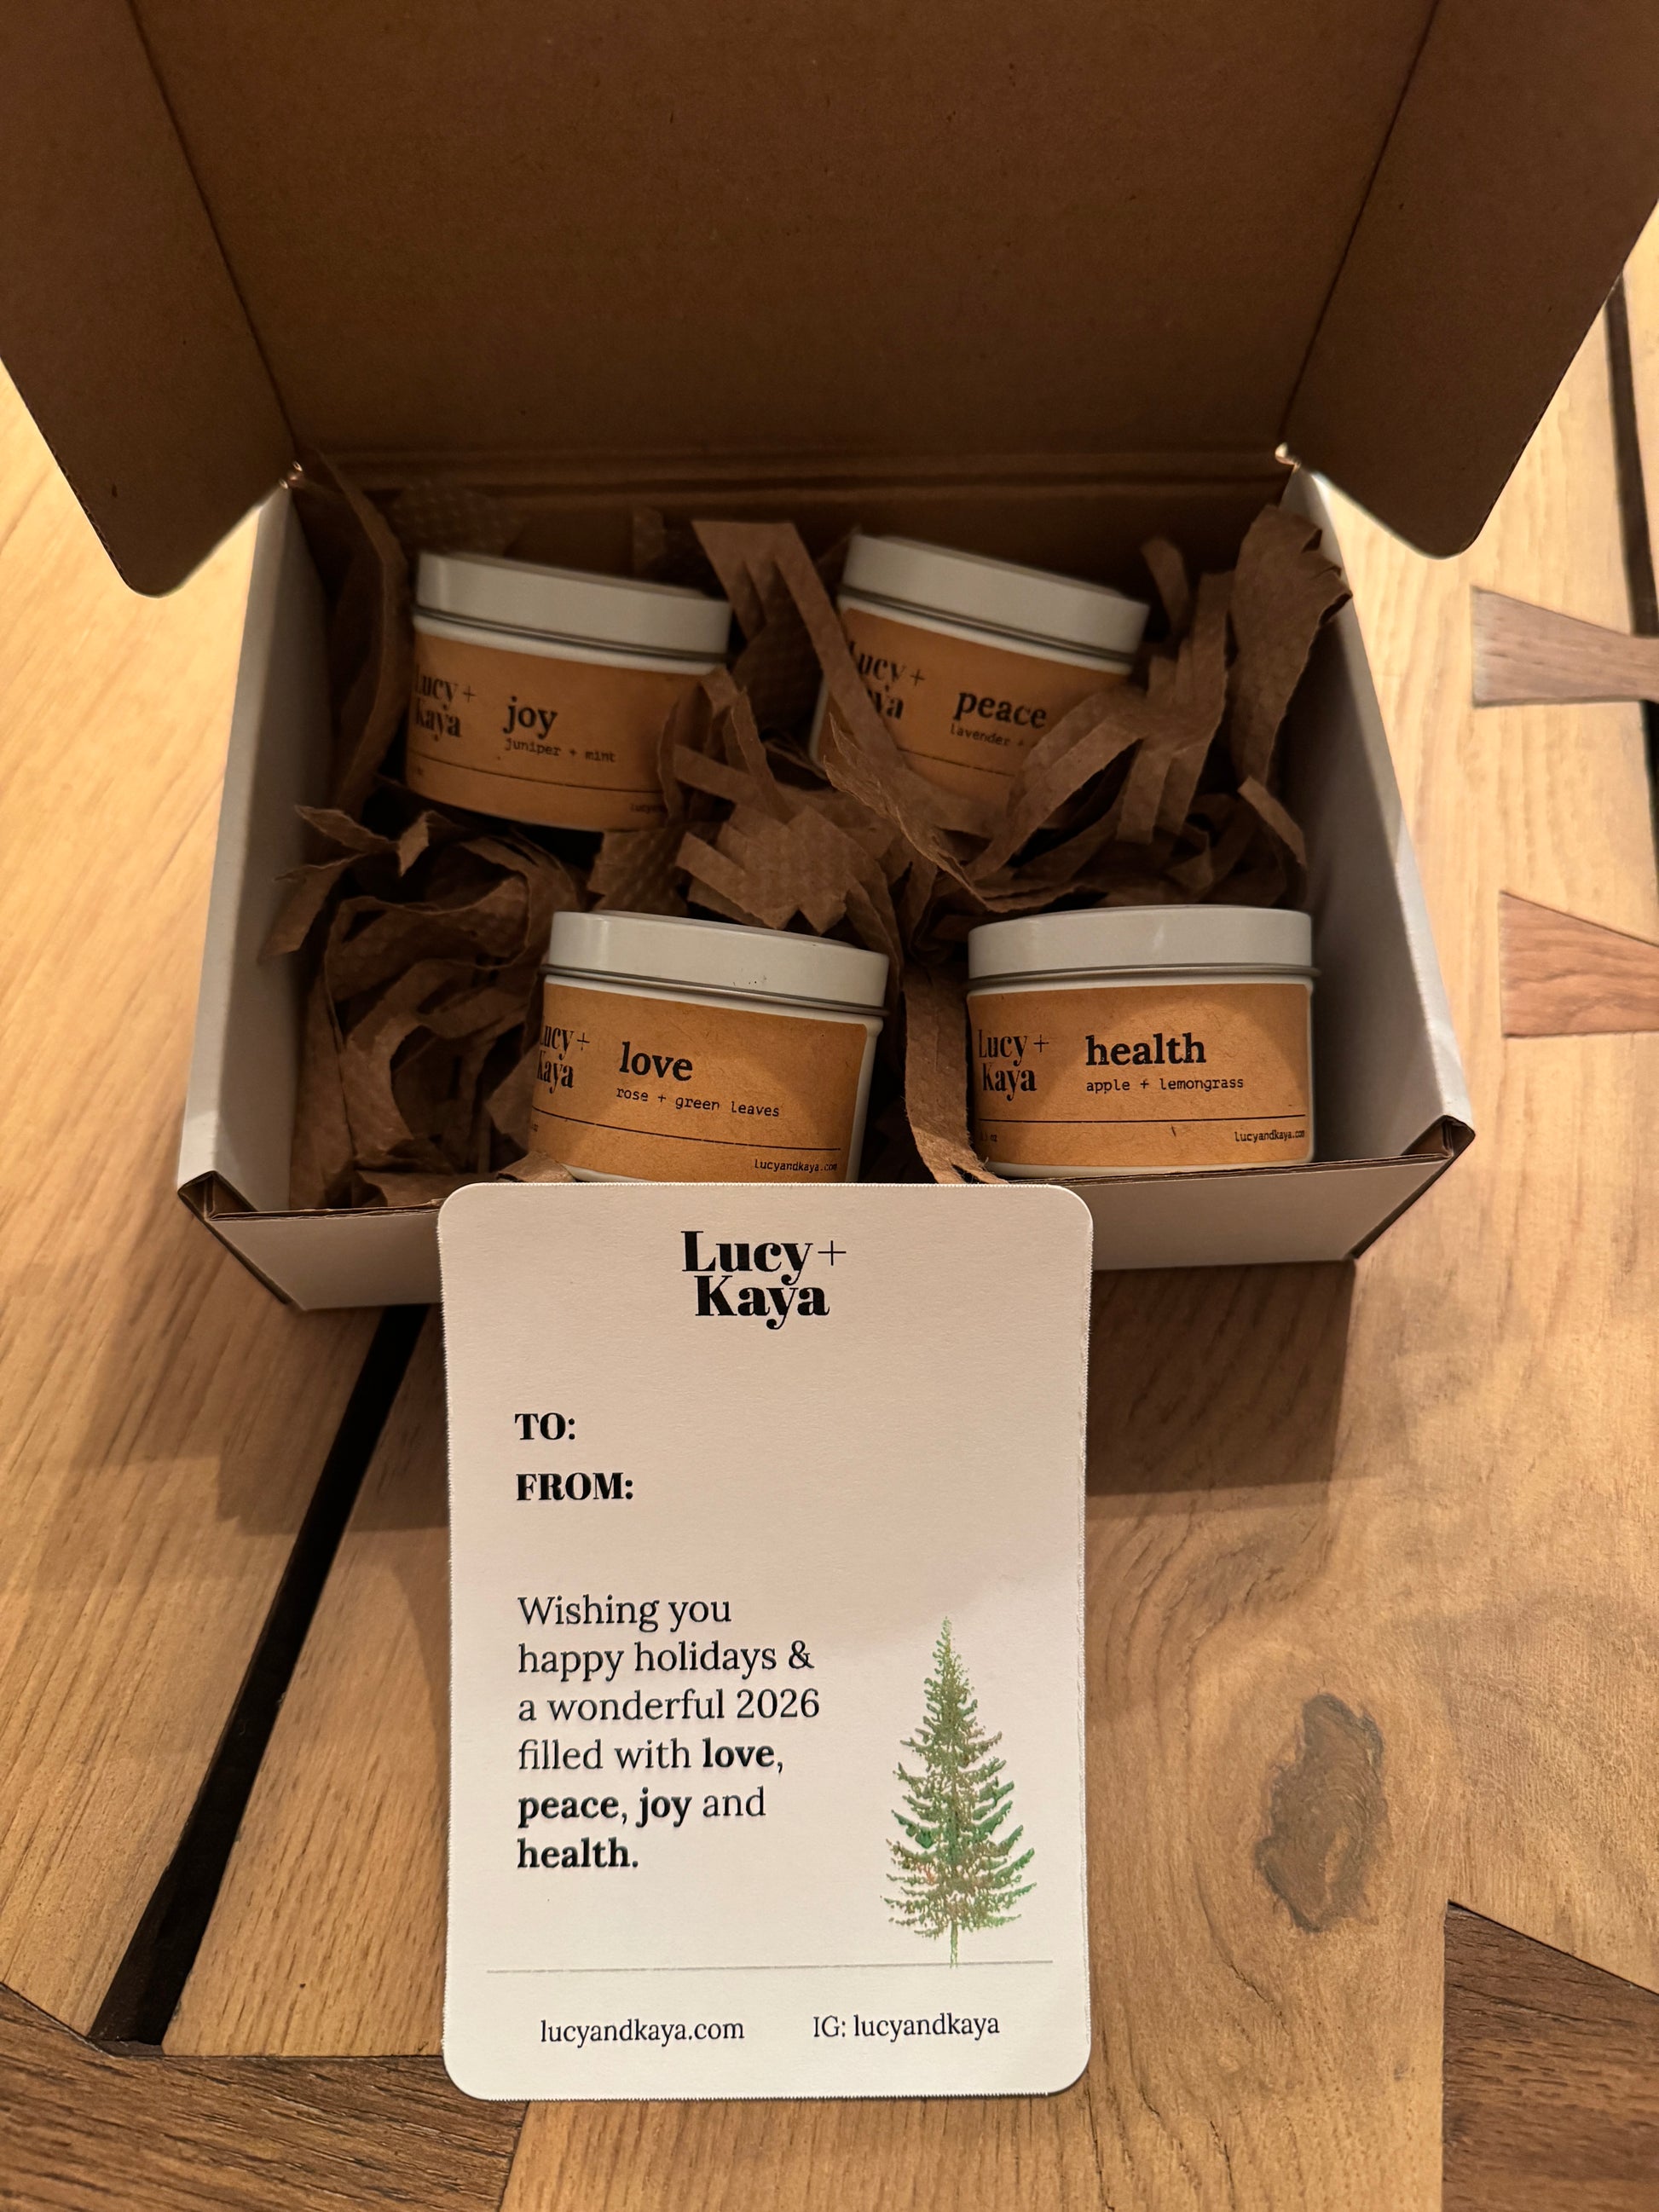 Lucy +
Kaya
joy
juniper + mint
Lucy +
Kaya
peace
lavender +
Lucy +
Kaya
love
rose + green leaves
lucyandkaya.com
Lucy +
Kaya
health
apple + lemongrass
lucyandkaya.com
Lucy+
Kaya
TO:
FROM:
Wishing you
happy holidays &
a wonderful 2026
filled with love,
peace, joy and
health.
lucyandkaya.com IG: lucyandkaya